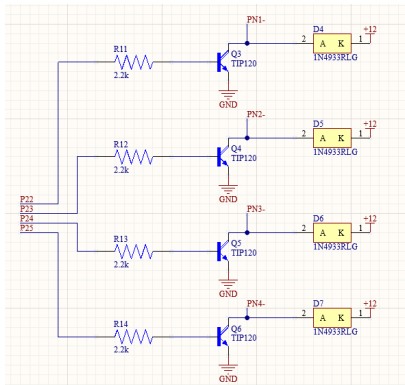 PN1-
D4
+12
R11
Q3
2 A K 1
TIP120
1N4933RLG
2.2k
GND
PN2-
D5
+12
R12
Q4
2 A K 1
TIP120
1N4933RLG
2.2k
GND
P22
P23
P24
P25
PN3-
D6
+12
R13
Q5
2 A K 1
TIP120
1N4933RLG
2.2k
GND
PN4-
D7
+12
R14
Q6
2 A K 1
TIP120
1N4933RLG
2.2k
GND